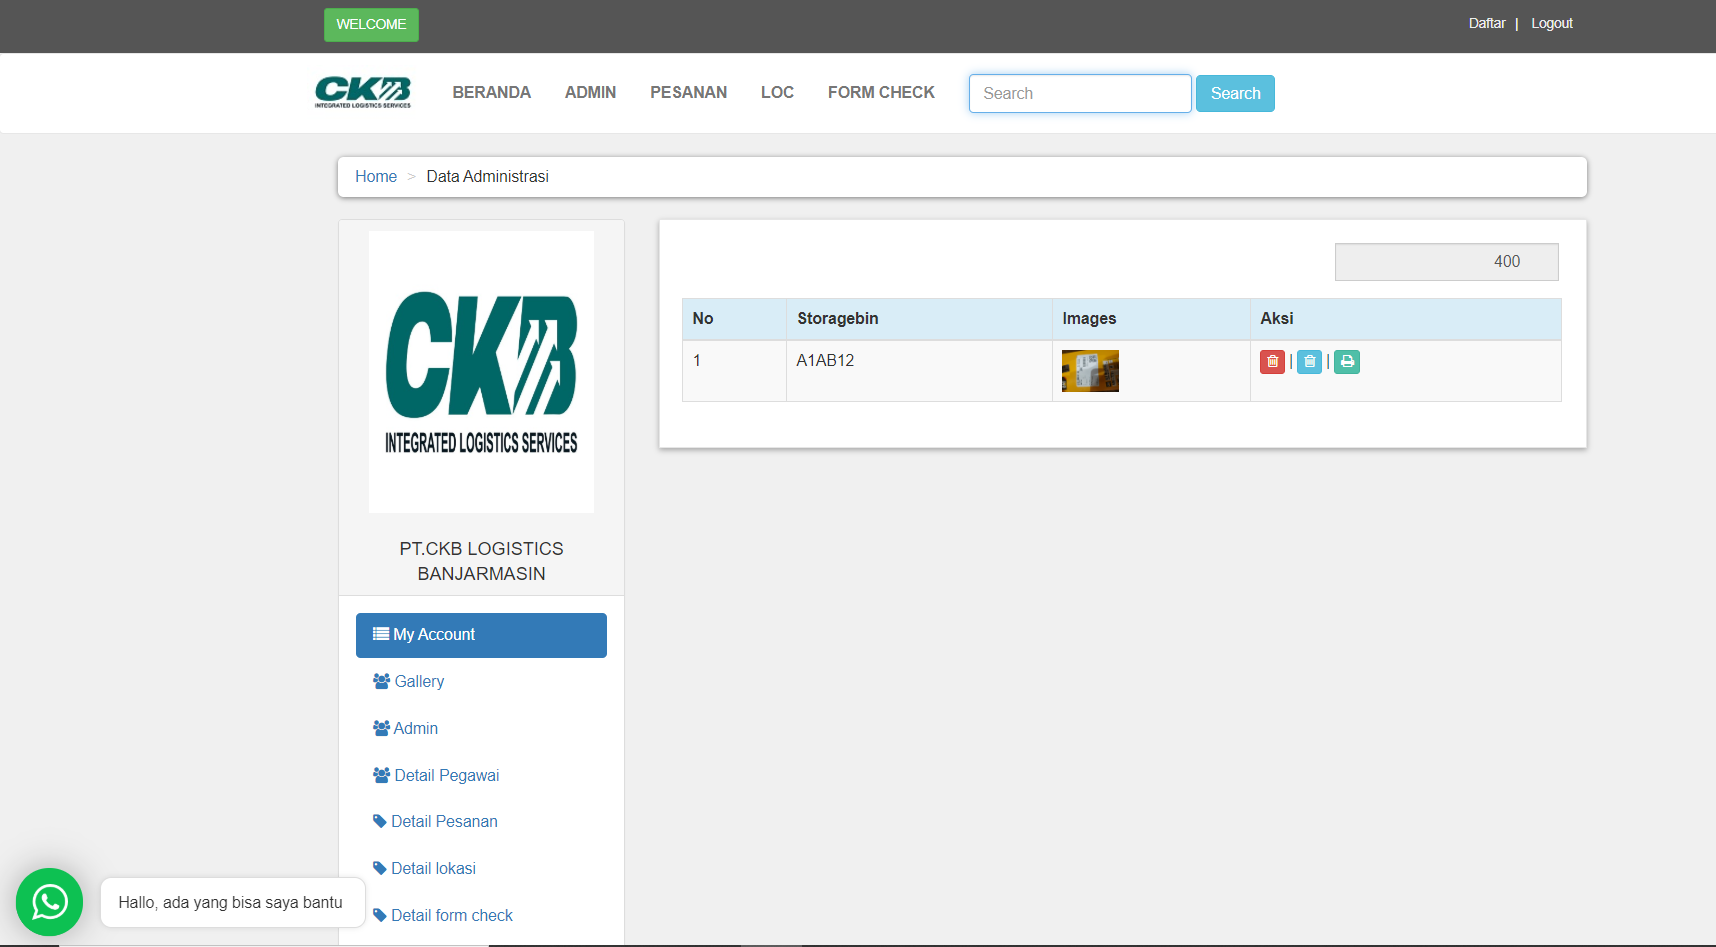 WELCOME
Daftar | Logout
CKB
INTEGRATED LOGISTICS SERVICES
BERANDA ADMIN PESANAN LOC FORM CHECK Search Search
Home > Data Administrasi
CKB
INTEGRATED LOGISTICS SERVICES
PT.CKB LOGISTICS
BANJARMASIN
My Account
Gallery
Admin
Detail Pegawai
Detail Pesanan
Detail lokasi
Detail form check
400
No Storagebin Images Aksi
1 A1AB12 | |
Hallo, ada yang bisa saya bantu